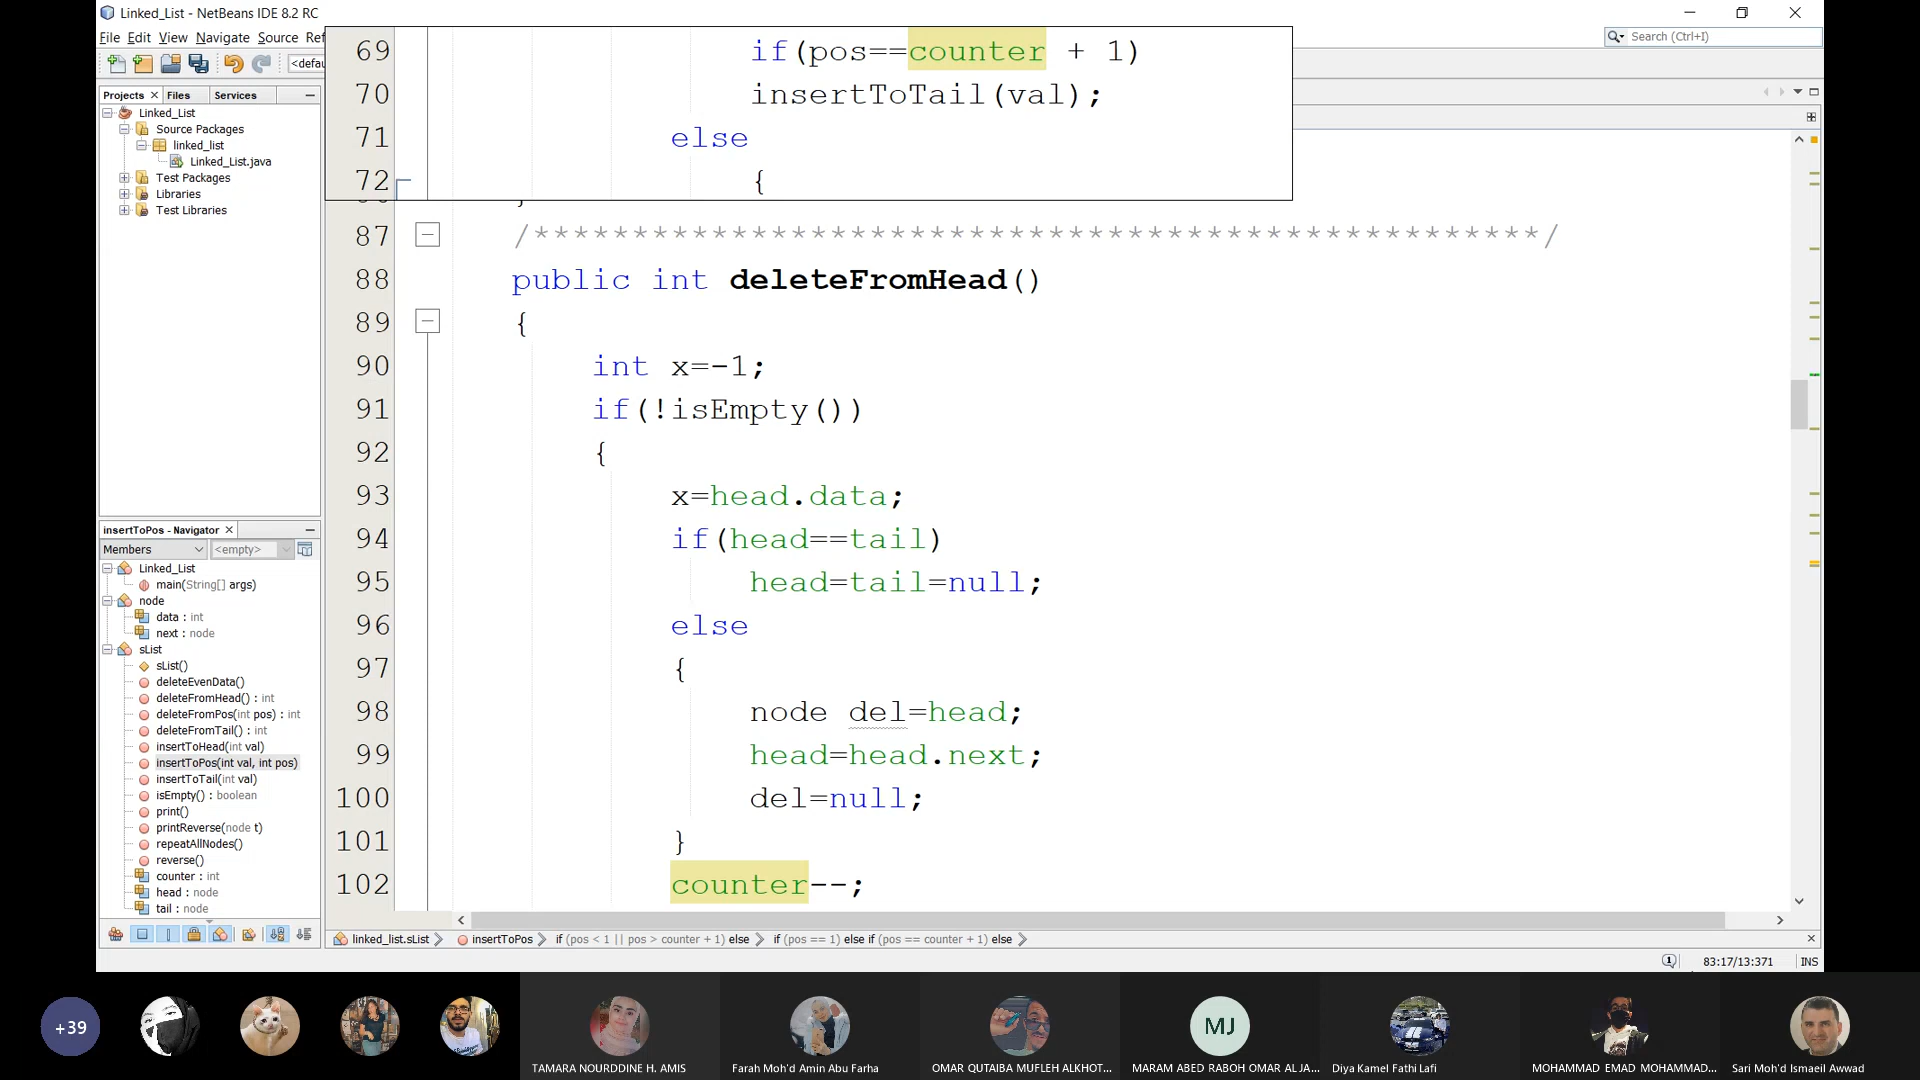 Linked_List - NetBeans IDE 8.2 RC
File Edit View Navigate Source Ref
Search (Ctrl+I)
<defau
Projects Files Services
Linked_List
Source Packages
linked_list
Linked_List.java
Test Packages
Libraries
Test Libraries
insertToPos - Navigator
Members <empty>
Linked_List
main(String[] args)
node
data : int
next : node
sList
sList()
deleteEvenData()
deleteFromHead() : int
deleteFromPos(int pos) : int
deleteFromTail() : int
insertToHead(int val)
insertToPos(int val, int pos)
insertToTail(int val)
isEmpty() : boolean
print()
printReverse(node t)
repeatAllNodes()
reverse()
counter : int
head : node
tail : node
69 if(pos==counter + 1)
70 insertToTail(val);
71 else
72 {
87 /***************************************************/
88 public int deleteFromHead()
89 {
90 int x=-1;
91 if(!isEmpty())
92 {
93 x=head.data;
94 if(head==tail)
95 head=tail=null;
96 else
97 {
98 node del=head;
99 head=head.next;
100 del=null;
101 }
102 counter--;
linked_list.sList insertToPos if (pos < 1 || pos > counter + 1) else if (pos == 1) else if (pos == counter + 1) else
83:17/13:371 INS
+39
TAMARA NOURDDINE H. AMIS
Farah Moh'd Amin Abu Farha
OMAR QUTAIBA MUFLEH ALKHOT...
MJ
MARAM ABED RABOH OMAR AL JA...
Diya Kamel Fathi Lafi
MOHAMMAD EMAD MOHAMMAD...
Sari Moh'd Ismaeil Awwad